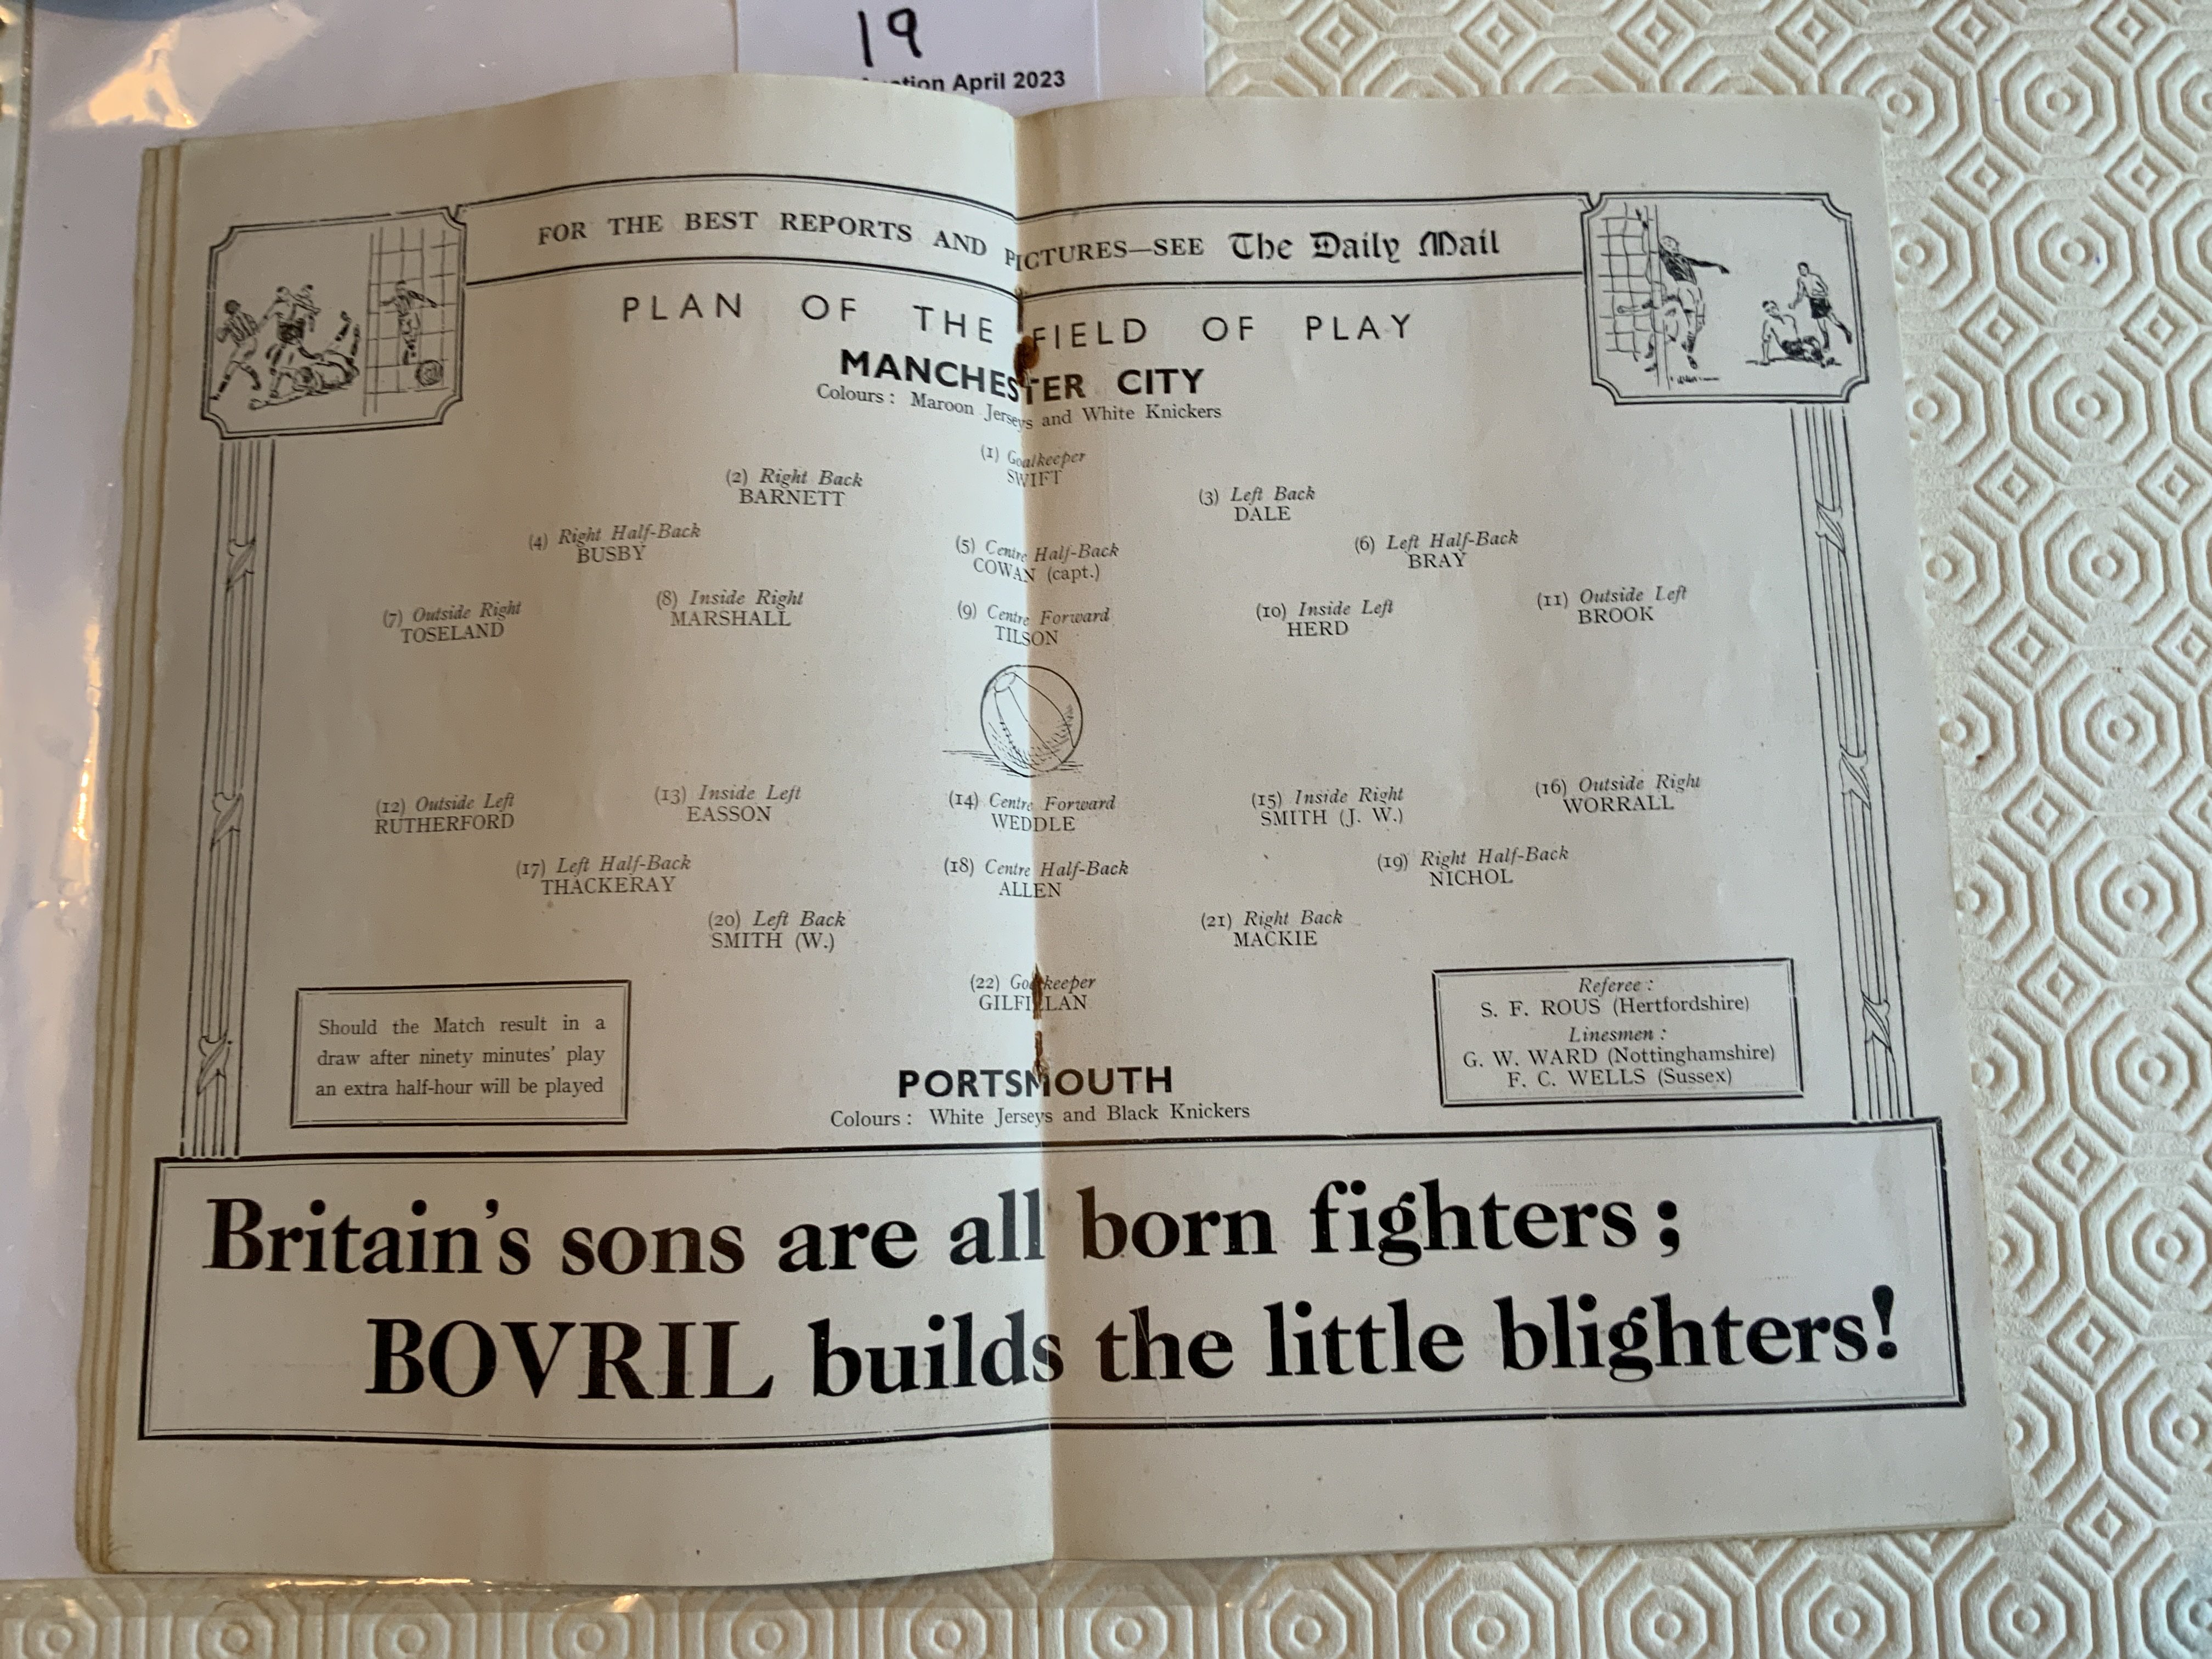 19
April 2023
FOR THE BEST REPORTS AND PICTURES—SEE The Daily Mail
PLAN OF THE FIELD OF PLAY
MANCHESTER CITY
Colours : Maroon Jerseys and White Knickers
(1) Goalkeeper
SWIFT
(2) Right Back
BARNETT
(3) Left Back
DALE
(4) Right Half-Back
BUSBY
(5) Centre Half-Back
COWAN (capt.)
(6) Left Half-Back
BRAY
(7) Outside Right
TOSELAND
(8) Inside Right
MARSHALL
(9) Centre Forward
TILSON
(10) Inside Left
HERD
(11) Outside Left
BROOK
(12) Outside Left
RUTHERFORD
(13) Inside Left
EASSON
(14) Centre Forward
WEDDLE
(15) Inside Right
SMITH (J. W.)
(16) Outside Right
WORRALL
(17) Left Half-Back
THACKERAY
(18) Centre Half-Back
ALLEN
(19) Right Half-Back
NICHOL
(20) Left Back
SMITH (W.)
(21) Right Back
MACKIE
(22) Goalkeeper
GILFILLAN
Should the Match result in a
draw after ninety minutes' play
an extra half-hour will be played
PORTSMOUTH
Colours : White Jerseys and Black Knickers
Referee :
S. F. ROUS (Hertfordshire)
Linesmen :
G. W. WARD (Nottinghamshire)
F. C. WELLS (Sussex)
Britain's sons are all born fighters ;
BOVRIL builds the little blighters!